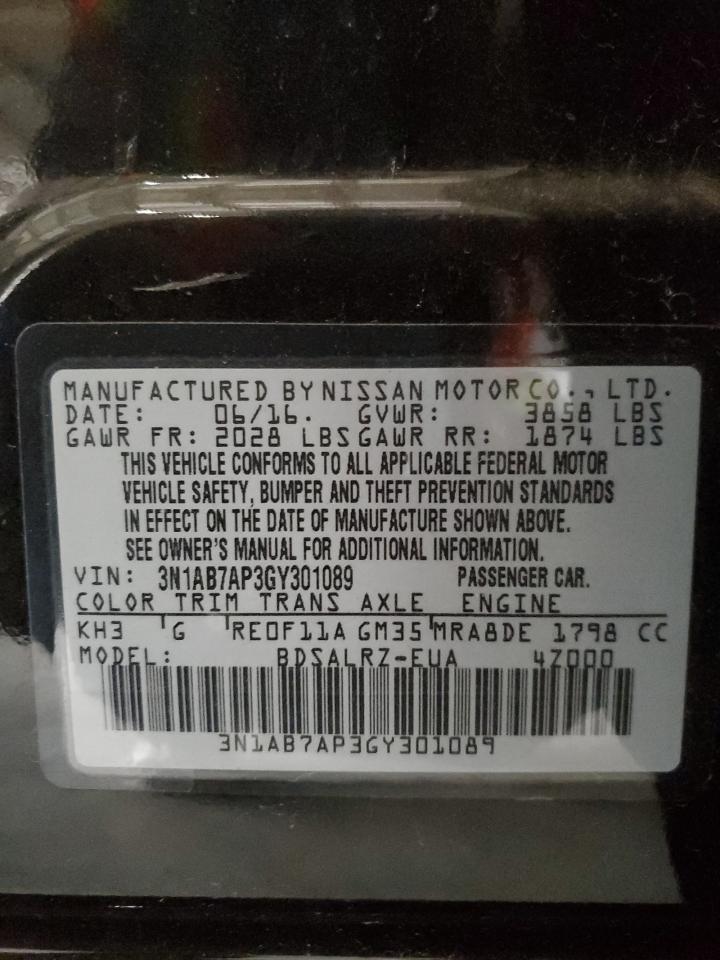 MANUFACTURED BY NISSAN MOTOR CO., LTD.
DATE: 06/16. GVWR: 3858 LBS
GAWR FR: 2028 LBS GAWR RR: 1874 LBS
THIS VEHICLE CONFORMS TO ALL APPLICABLE FEDERAL MOTOR
VEHICLE SAFETY, BUMPER AND THEFT PREVENTION STANDARDS
IN EFFECT ON THE DATE OF MANUFACTURE SHOWN ABOVE.
SEE OWNER'S MANUAL FOR ADDITIONAL INFORMATION.
VIN: 3N1AB7AP3GY301089 PASSENGER CAR.
COLOR TRIM TRANS AXLE ENGINE
KH3 G RE0F11A GM35 MRA8DE 1798 CC
MODEL: BDSALRZ-EUA 4Z000
3N1AB7AP3GY301089